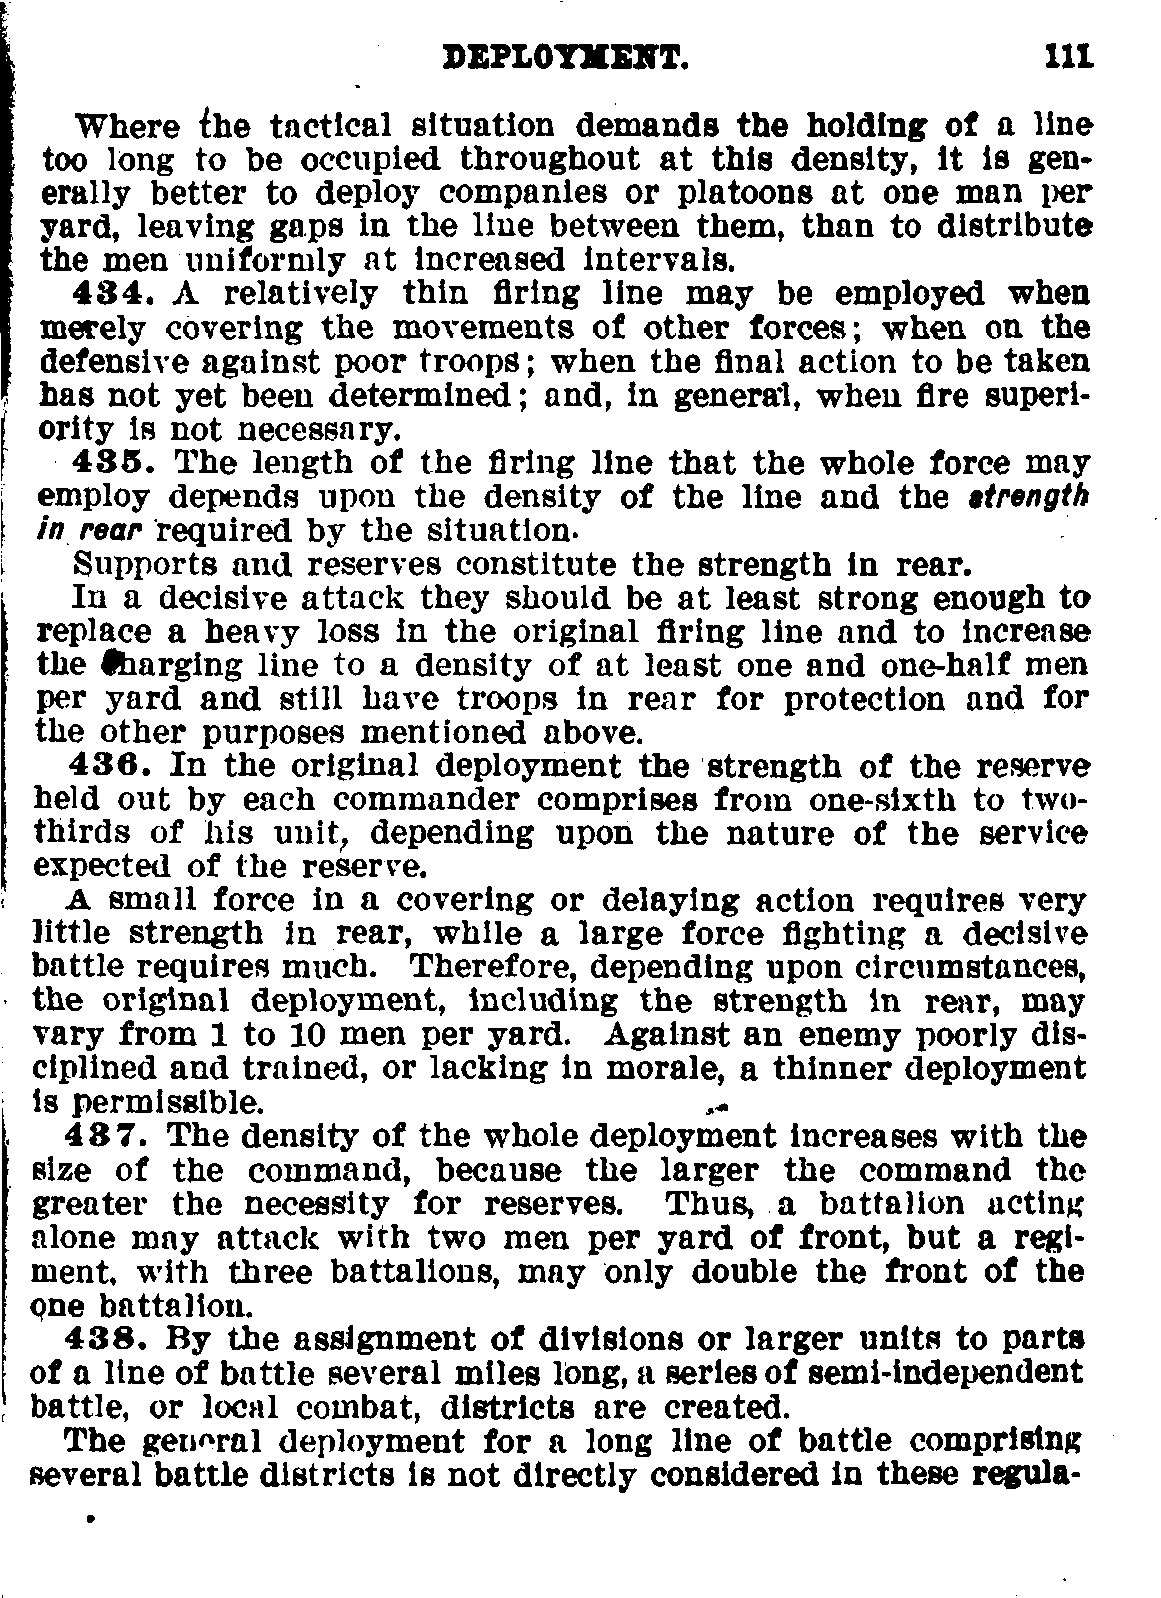 DEPLOYMENT. 111
Where the tactical situation demands the holding of a line
too long to be occupied throughout at this density, it is gen-
erally better to deploy companies or platoons at one man per
yard, leaving gaps in the line between them, than to distribute
the men uniformly at increased intervals.
434. A relatively thin firing line may be employed when
merely covering the movements of other forces; when on the
defensive against poor troops; when the final action to be taken
has not yet been determined; and, in general, when fire superi-
ority is not necessary.
435. The length of the firing line that the whole force may
employ depends upon the density of the line and the strength
in rear required by the situation.
Supports and reserves constitute the strength in rear.
In a decisive attack they should be at least strong enough to
replace a heavy loss in the original firing line and to increase
the charging line to a density of at least one and one-half men
per yard and still have troops in rear for protection and for
the other purposes mentioned above.
436. In the original deployment the strength of the reserve
held out by each commander comprises from one-sixth to two-
thirds of his unit, depending upon the nature of the service
expected of the reserve.
A small force in a covering or delaying action requires very
little strength in rear, while a large force fighting a decisive
battle requires much. Therefore, depending upon circumstances,
the original deployment, including the strength in rear, may
vary from 1 to 10 men per yard. Against an enemy poorly dis-
ciplined and trained, or lacking in morale, a thinner deployment
is permissible.
437. The density of the whole deployment increases with the
size of the command, because the larger the command the
greater the necessity for reserves. Thus, a battalion acting
alone may attack with two men per yard of front, but a regi-
ment, with three battalions, may only double the front of the
one battalion.
438. By the assignment of divisions or larger units to parts
of a line of battle several miles long, a series of semi-independent
battle, or local combat, districts are created.
The general deployment for a long line of battle comprising
several battle districts is not directly considered in these regula-